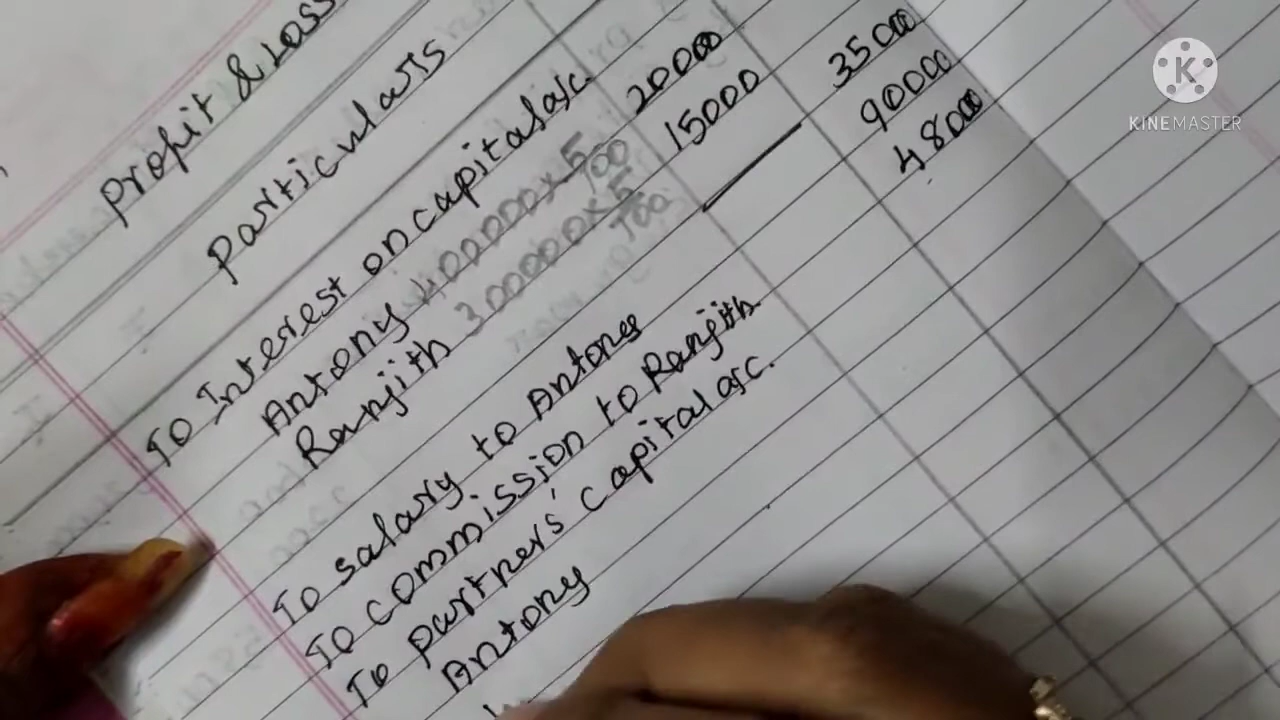 Profit & Loss
Particulars
To Interest on capital a/c.
Antony 400000 × 5/100 20000
Ranjith 300000 × 5/100 15000 35000
To salary to Antony 90000
To commission to Ranjith 48000
To partners' capital a/c.
Antony
KINEMASTER